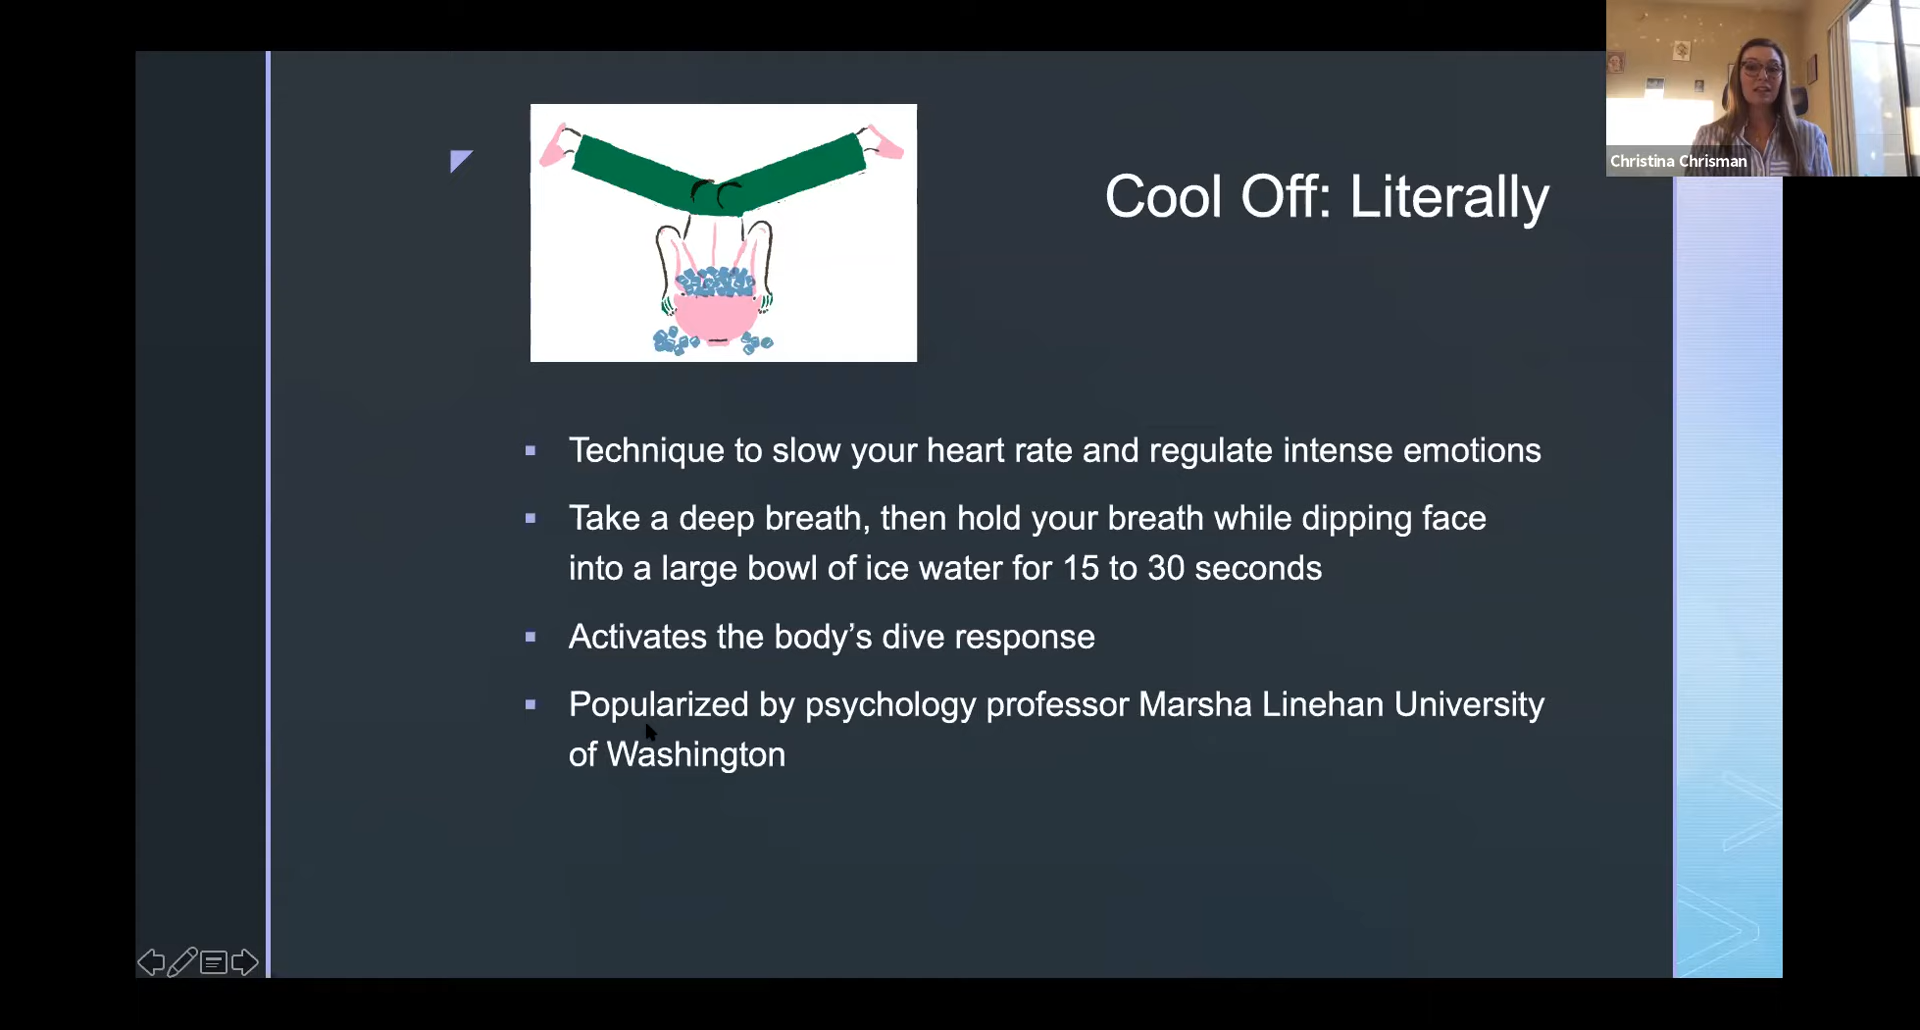 Christina Chrisman
Cool Off: Literally
Technique to slow your heart rate and regulate intense emotions
Take a deep breath, then hold your breath while dipping face
into a large bowl of ice water for 15 to 30 seconds
Activates the body’s dive response
Popularized by psychology professor Marsha Linehan University
of Washington